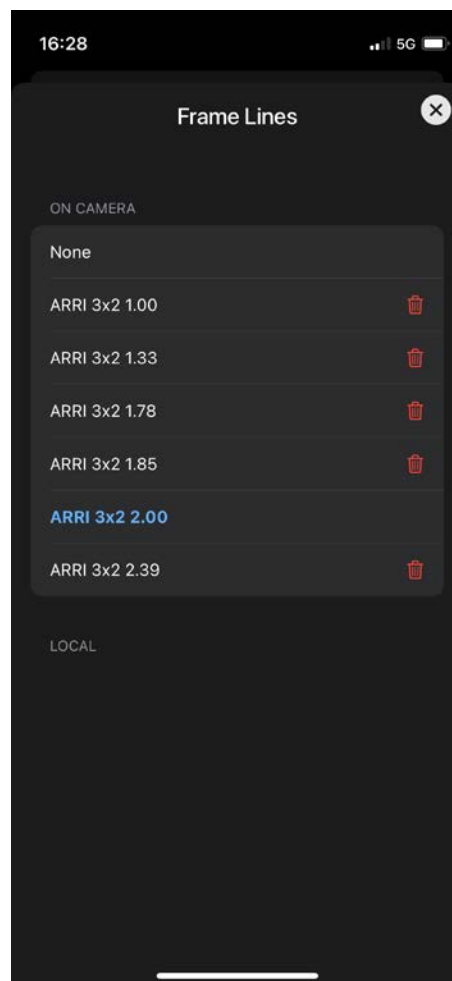 16:28
5G
Frame Lines
ON CAMERA
None
ARRI 3x2 1.00
ARRI 3x2 1.33
ARRI 3x2 1.78
ARRI 3x2 1.85
ARRI 3x2 2.00
ARRI 3x2 2.39
LOCAL